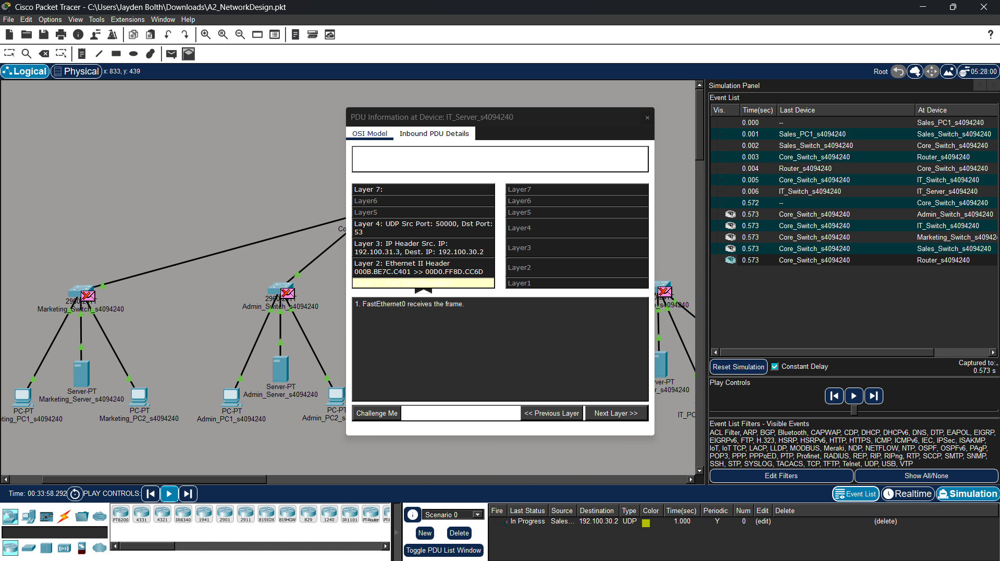 Cisco Packet Tracer - C:\Users\Jayden Bolth\Downloads\A2_NetworkDesign.pkt
File Edit Options View Tools Extensions Window Help
?
Logical Physical x: 833, y: 439
Root 05:28:00
PDU Information at Device: IT_Server_s4094240
OSI Model Inbound PDU Details
Layer 7:
Layer6
Layer5
Layer 4: UDP Src Port: 50000, Dst Port:
53
Layer 3: IP Header Src. IP:
192.100.31.3, Dest. IP: 192.100.30.2
Layer 2: Ethernet II Header
000B.BE7C.C401 >> 00D0.FF8D.CC6D
Layer7
Layer6
Layer5
Layer4
Layer3
Layer2
Layer1
1. FastEthernet0 receives the frame.
Challenge Me << Previous Layer Next Layer >>
Co
Marketing_Switch_s4094240
Admin_Switch_s4094240
s4094240
Server-PT
Marketing_Server_s4094240
PC-PT
eting_PC1_s4094240
PC-PT
Marketing_PC2_s4094240
Server-PT
Admin_Server_s4094240
PC-PT
Admin_PC1_s4094240
PC-PT
Admin_PC2_s
ver-PT
r_s4094240
IT_PC
Simulation Panel
Event List
Vis. Time(sec) Last Device At Device
0.000 -- Sales_PC1_s4094240
0.001 Sales_PC1_s4094240 Sales_Switch_s4094240
0.002 Sales_Switch_s4094240 Core_Switch_s4094240
0.003 Core_Switch_s4094240 Router_s4094240
0.004 Router_s4094240 Core_Switch_s4094240
0.005 Core_Switch_s4094240 IT_Switch_s4094240
0.006 IT_Switch_s4094240 IT_Server_s4094240
0.572 -- Core_Switch_s4094240
0.573 Core_Switch_s4094240 Admin_Switch_s4094240
0.573 Core_Switch_s4094240 IT_Switch_s4094240
0.573 Core_Switch_s4094240 Marketing_Switch_s40942
0.573 Core_Switch_s4094240 Sales_Switch_s4094240
0.573 Core_Switch_s4094240 Router_s4094240
Reset Simulation Constant Delay Captured to:
0.573 s
Play Controls
Event List Filters - Visible Events
ACL Filter, ARP, BGP, Bluetooth, CAPWAP, CDP, DHCP, DHCPv6, DNS, DTP, EAPOL, EIGRP,
EIGRPv6, FTP, H.323, HSRP, HSRPv6, HTTP, HTTPS, ICMP, ICMPv6, IEC, IPSec, ISAKMP,
IoT, IoT TCP, LACP, LLDP, MODBUS, Meraki, NDP, NETFLOW, NTP, OSPF, OSPFv6, PAgP,
POP3, PPP, PPPoED, PTP, Profinet, RADIUS, REP, RIP, RIPng, RTP, SCCP, SMTP, SNMP,
SSH, STP, SYSLOG, TACACS, TCP, TFTP, Telnet, UDP, USB, VTP
Edit Filters Show All/None
Time: 00:33:58.292 PLAY CONTROLS:
Event List Realtime Simulation
PT8200 4331 4321 IR8340 1941 2901 2911 819IOX 819HGW 829 1240 IR1101 PT-Router PT-E
Scenario 0
New Delete
Toggle PDU List Window
Fire Last Status Source Destination Type Color Time(sec) Periodic Num Edit Delete
In Progress Sales... 192.100.30.2 UDP 1.000 Y 0 (edit) (delete)